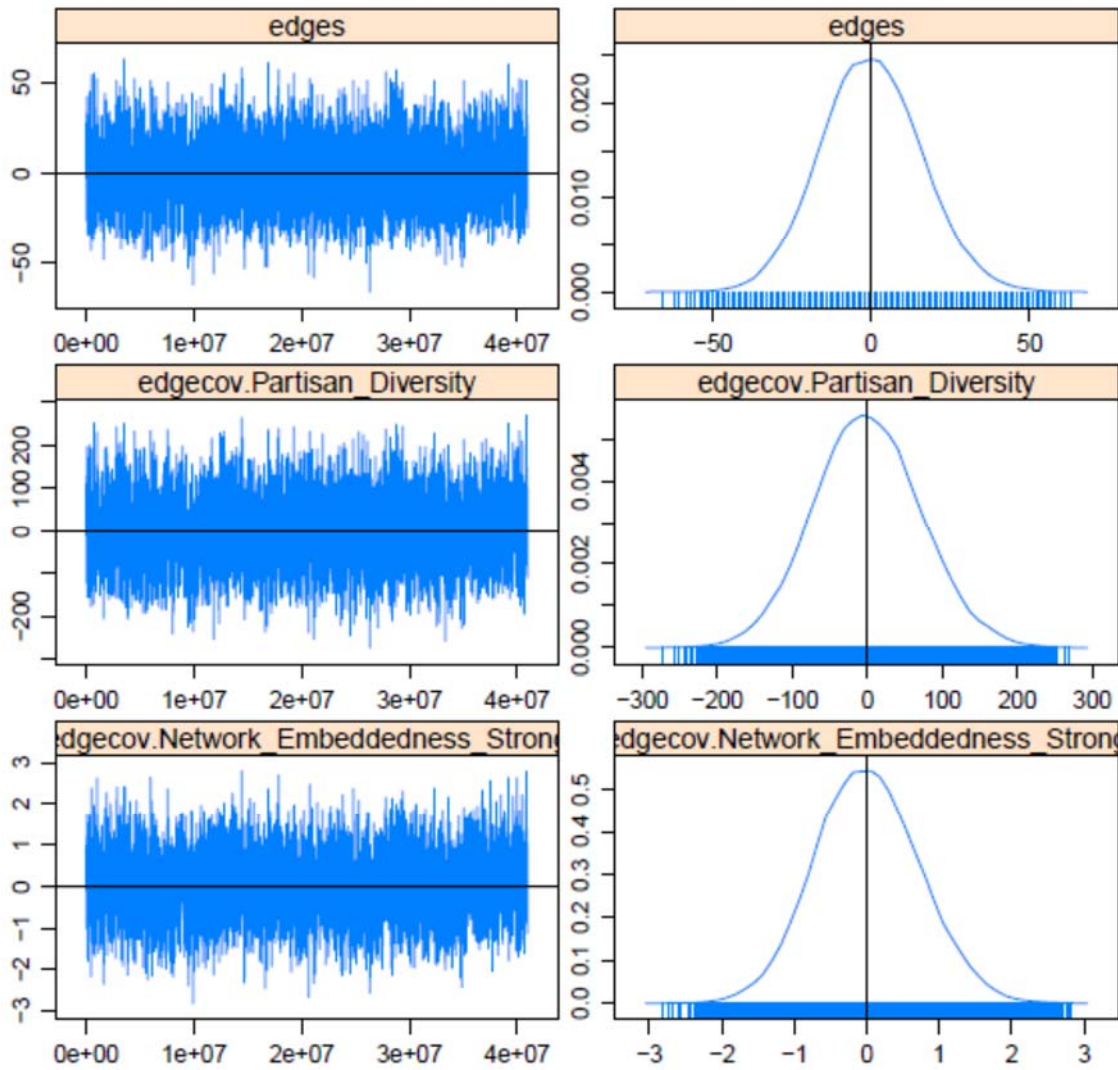 edges
edges
50
0
−50
0e+00 1e+07 2e+07 3e+07 4e+07
0.020
0.010
0.000
−50 0 50
edgecov.Partisan_Diversity
edgecov.Partisan_Diversity
200
100
0
−200
0e+00 1e+07 2e+07 3e+07 4e+07
0.004
0.002
0.000
−300 −200 −100 0 100 200 300
edgecov.Network_Embeddedness_Strong
edgecov.Network_Embeddedness_Strong
3
2
1
0
−1
−2
−3
0e+00 1e+07 2e+07 3e+07 4e+07
0.5
0.4
0.3
0.2
0.1
0.0
−3 −2 −1 0 1 2 3